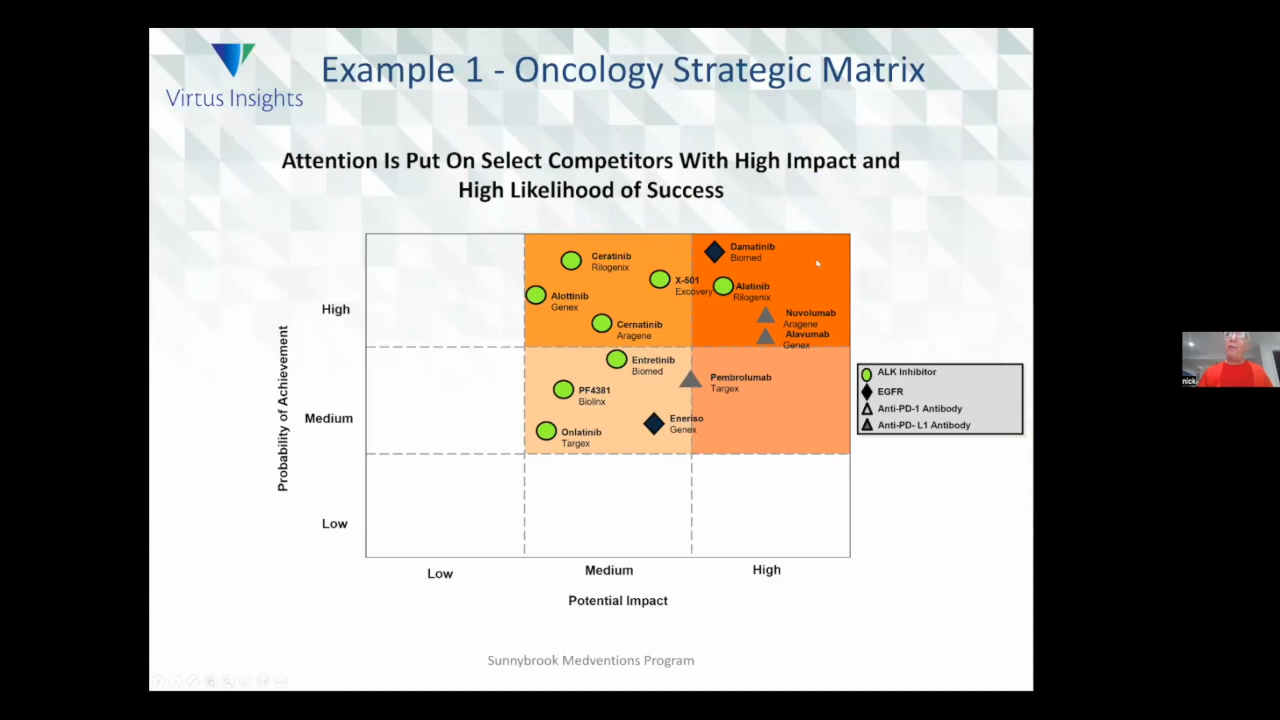 Virtus Insights
Example 1 - Oncology Strategic Matrix
Attention Is Put On Select Competitors With High Impact and
High Likelihood of Success
Probability of Achievement
High
Medium
Low
Ceratinib
Rilogenix
Alottinib
Genex
X-501
Excovery
Cernatinib
Aragene
Damatinib
Biomed
Alatinib
Rilogenix
Nuvolumab
Aragene
Alavumab
Genex
Entretinib
Biomed
PF4381
Biolinx
Onlatinib
Targex
Eneriso
Genex
Pembrolumab
Targex
Low
Medium
High
Potential Impact
ALK Inhibitor
EGFR
Anti-PD-1 Antibody
Anti-PD- L1 Antibody
Sunnybrook Medventions Program
nick